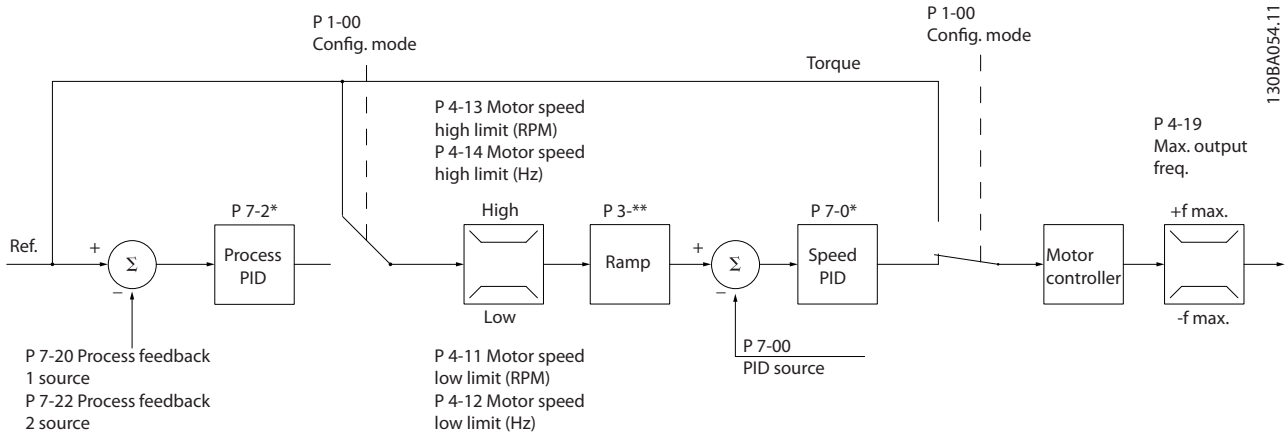 P 1-00
Config. mode
P 1-00
Config. mode
130BA054.11
Torque
P 4-13 Motor speed
high limit (RPM)
P 4-14 Motor speed
high limit (Hz)
P 4-19
Max. output
freq.
P 7-2*
High
P 3-**
P 7-0*
+f max.
Ref.
+
Σ
–
Process
PID
Ramp
+
Σ
–
Speed
PID
Motor
controller
Low
-f max.
P 7-20 Process feedback
1 source
P 7-22 Process feedback
2 source
P 4-11 Motor speed
low limit (RPM)
P 4-12 Motor speed
low limit (Hz)
P 7-00
PID source